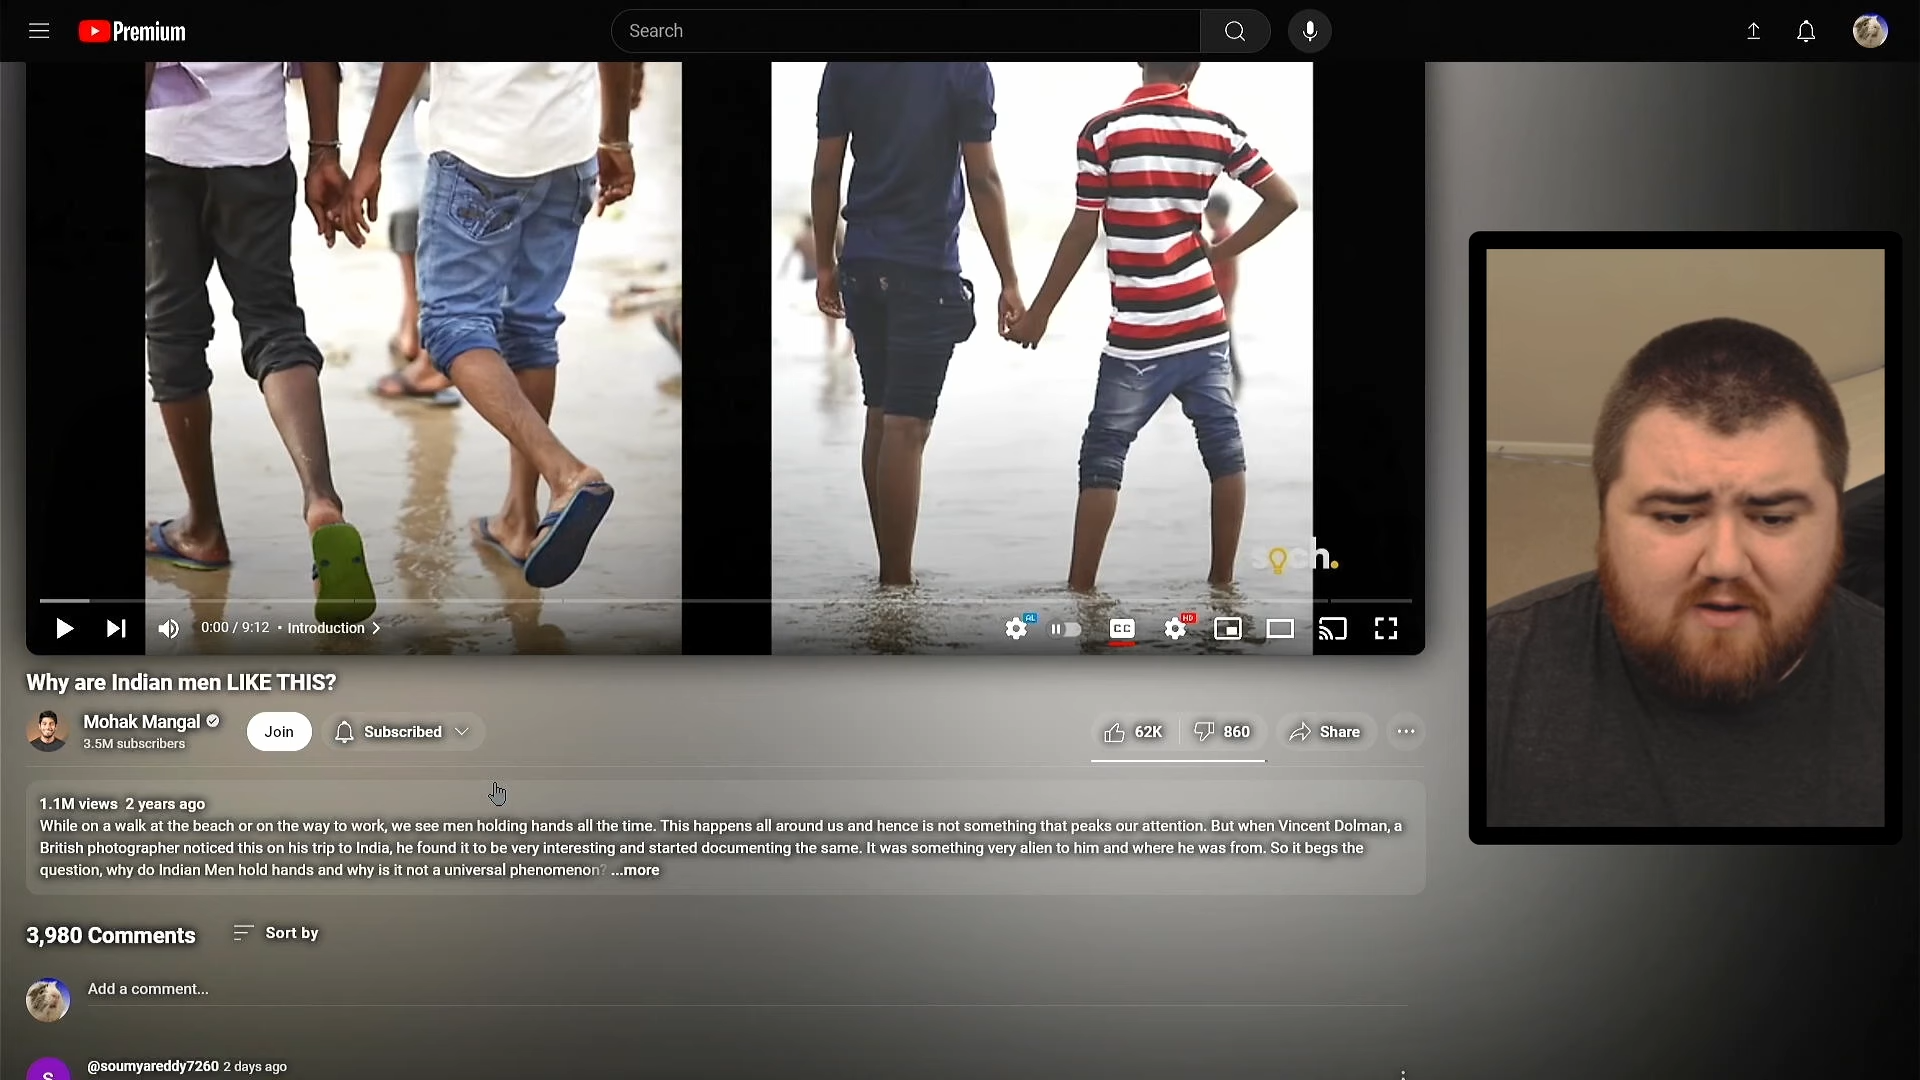 Premium
Search
soch.
0:00 / 9:12 • Introduction
AL
CC
HD
Why are Indian men LIKE THIS?
Mohak Mangal
3.5M subscribers
Join
Subscribed
62K
860
Share
1.1M views 2 years ago
While on a walk at the beach or on the way to work, we see men holding hands all the time. This happens all around us and hence is not something that peaks our attention. But when Vincent Dolman, a
British photographer noticed this on his trip to India, he found it to be very interesting and started documenting the same. It was something very alien to him and where he was from. So it begs the
question, why do Indian Men hold hands and why is it not a universal phenomenon? ...more
3,980 Comments
Sort by
Add a comment...
S
@soumyareddy7260 2 days ago